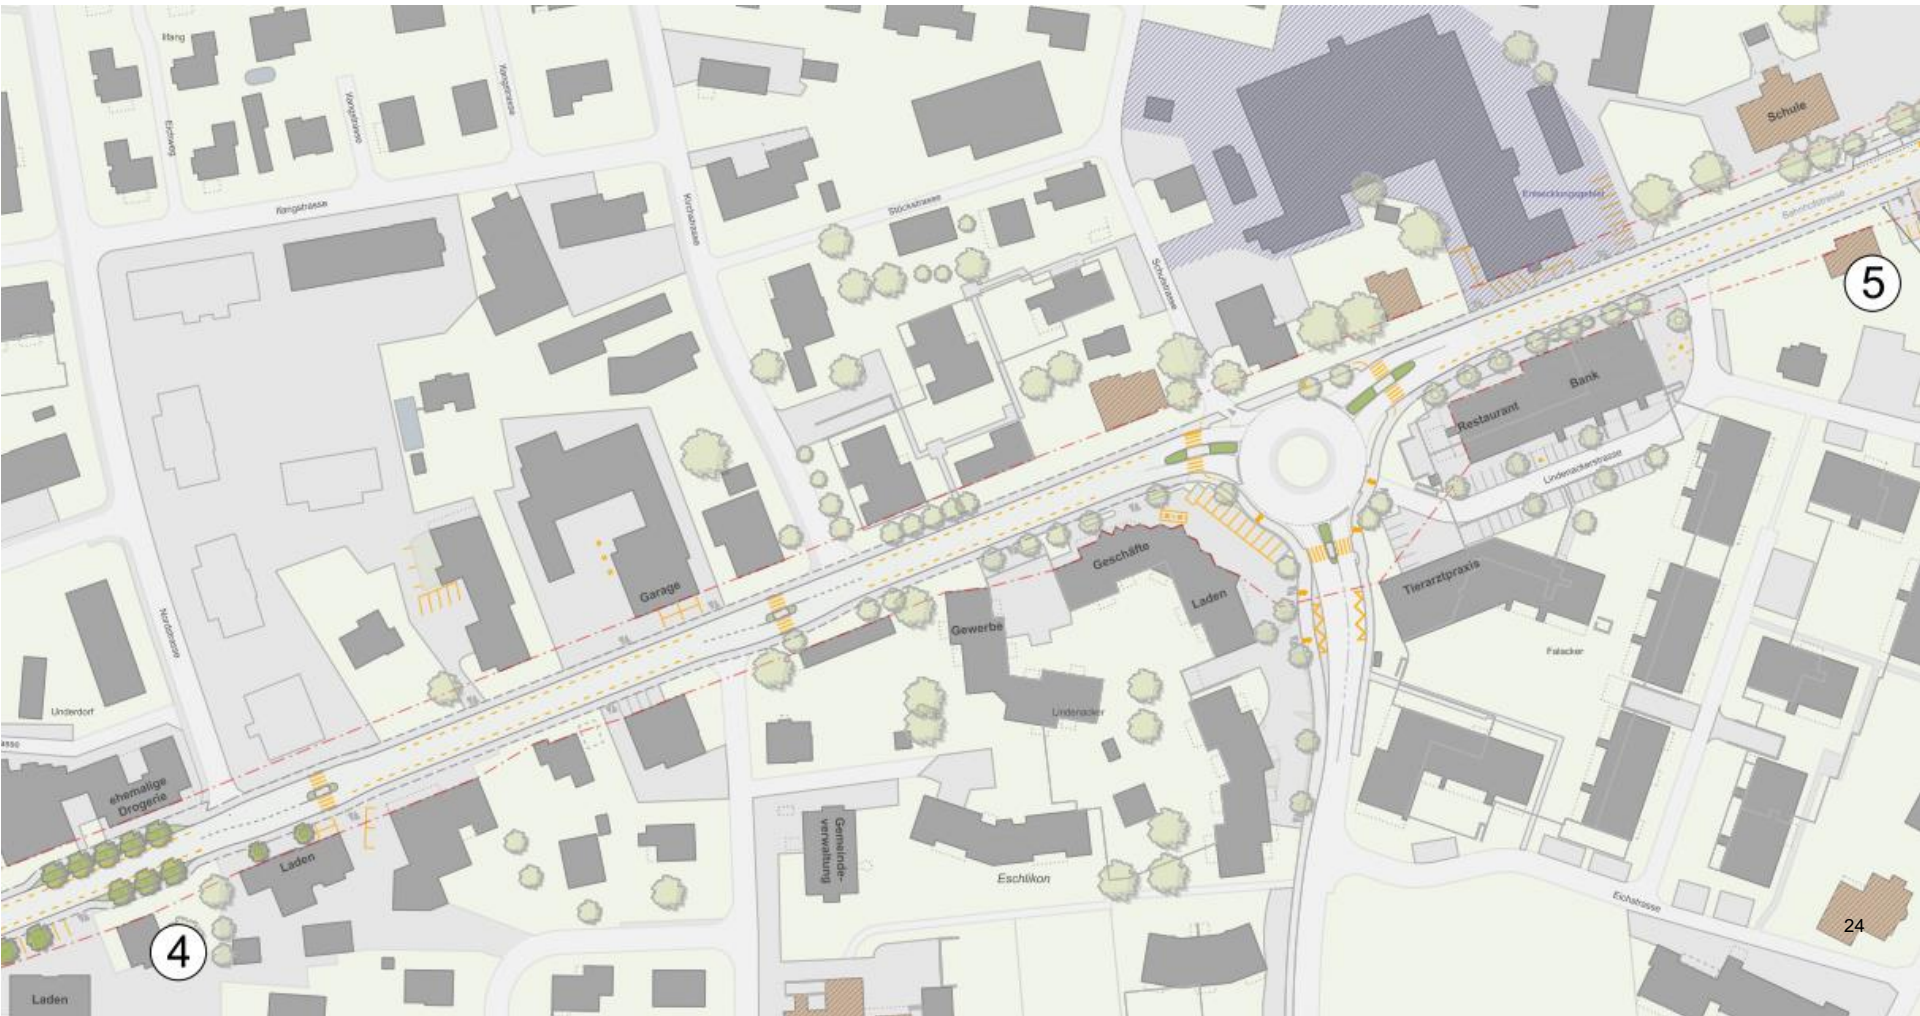 Schule
Bahnhofstrasse
Stockstrasse
Kirchstrasse
Schulstrasse
5
Bank
Restaurant
Lindenackerstrasse
Garage
Geschäfte
Laden
Gewerbe
Tierarztpraxis
Falacker
Nordstrasse
Underdorf
Lindenacker
ehemalige
Drogerie
Laden
Gemeinde-
verwaltung
Eschlikon
Eichstrasse
24
4
Laden